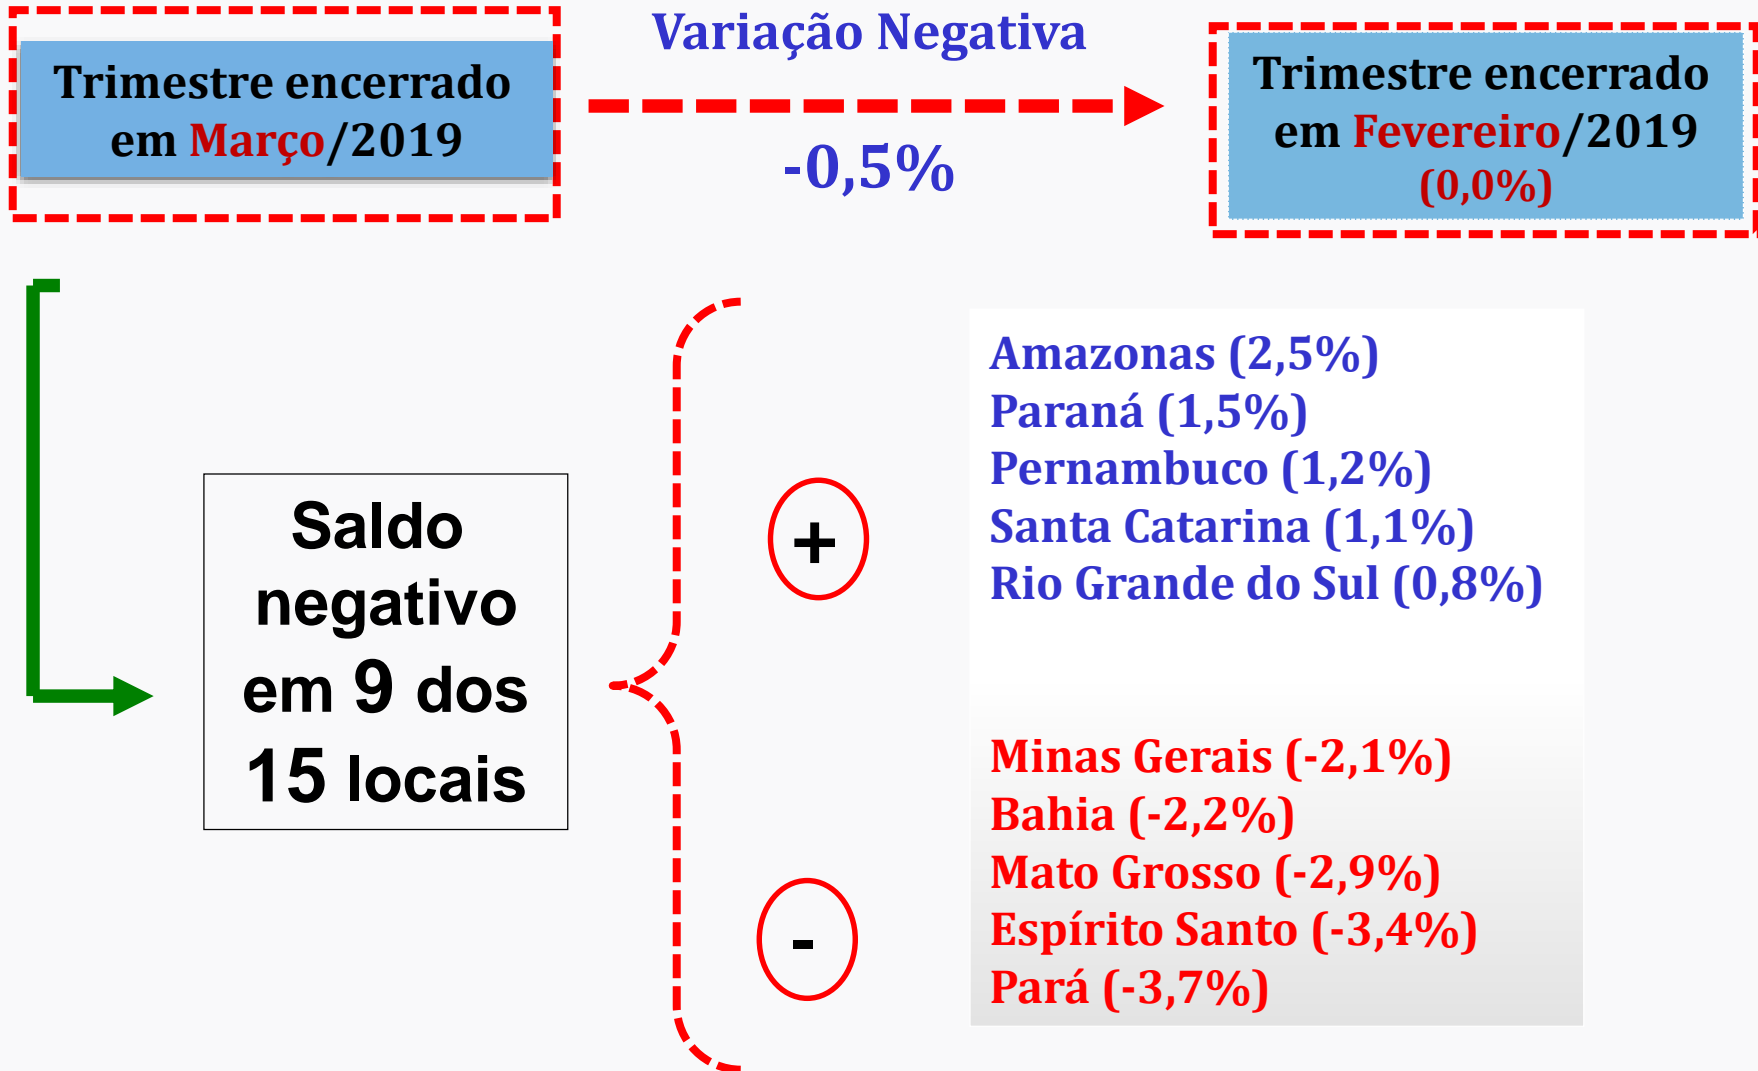 Trimestre encerrado
em Março/2019
Variação Negativa
-0,5%
Trimestre encerrado
em Fevereiro/2019
(0,0%)
Saldo
negativo
em 9 dos
15 locais
+
Amazonas (2,5%)
Paraná (1,5%)
Pernambuco (1,2%)
Santa Catarina (1,1%)
Rio Grande do Sul (0,8%)
-
Minas Gerais (-2,1%)
Bahia (-2,2%)
Mato Grosso (-2,9%)
Espírito Santo (-3,4%)
Pará (-3,7%)